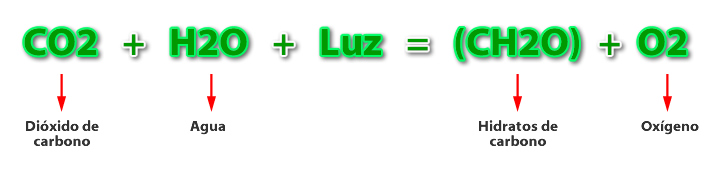 CO2 + H2O + Luz = (CH2O) + O2
Dióxido de
carbono
Agua
Hidratos de
carbono
Oxígeno